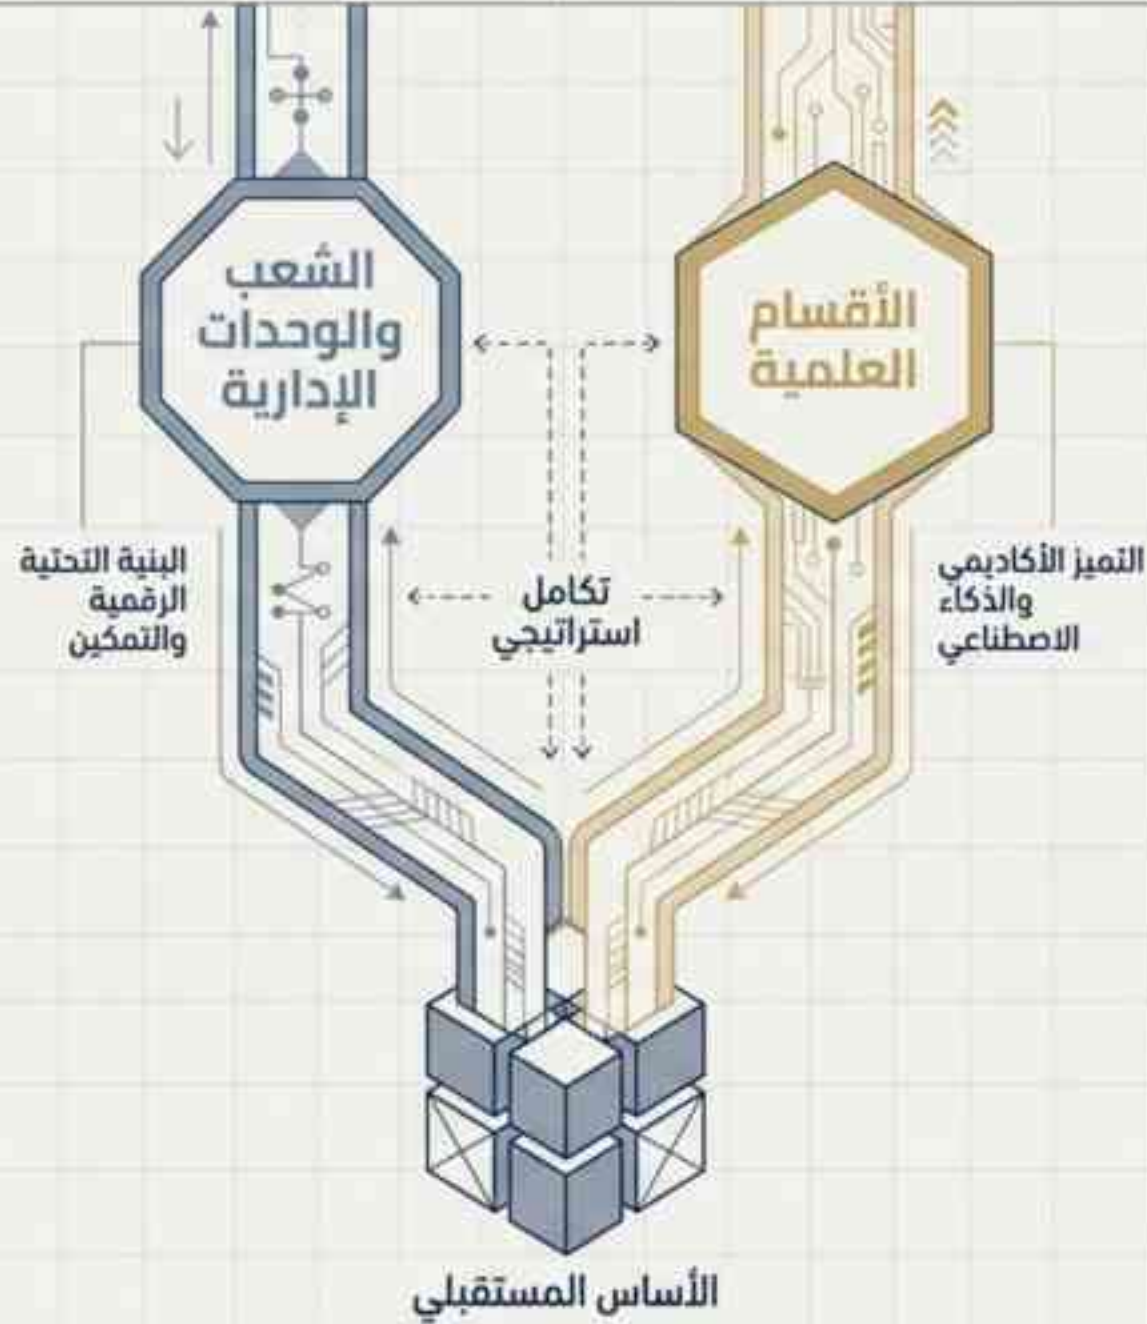 الأقسام
العلمية
الشعب
والوحدات
الإدارية
التميز الأكاديمي
والذكاء
الاصطناعي
تكامل
استراتيجي
البنية التحتية
الرقمية
والتمكين
الأساس المستقبلي